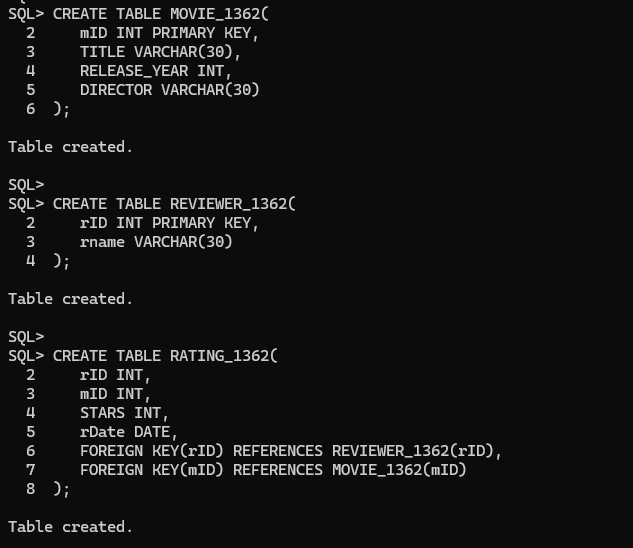 SQL> CREATE TABLE MOVIE_1362(
  2     mID INT PRIMARY KEY,
  3     TITLE VARCHAR(30),
  4     RELEASE_YEAR INT,
  5     DIRECTOR VARCHAR(30)
  6  );
Table created.
SQL>
SQL> CREATE TABLE REVIEWER_1362(
  2     rID INT PRIMARY KEY,
  3     rname VARCHAR(30)
  4  );
Table created.
SQL>
SQL> CREATE TABLE RATING_1362(
  2     rID INT,
  3     mID INT,
  4     STARS INT,
  5     rDate DATE,
  6     FOREIGN KEY(rID) REFERENCES REVIEWER_1362(rID),
  7     FOREIGN KEY(mID) REFERENCES MOVIE_1362(mID)
  8  );
Table created.